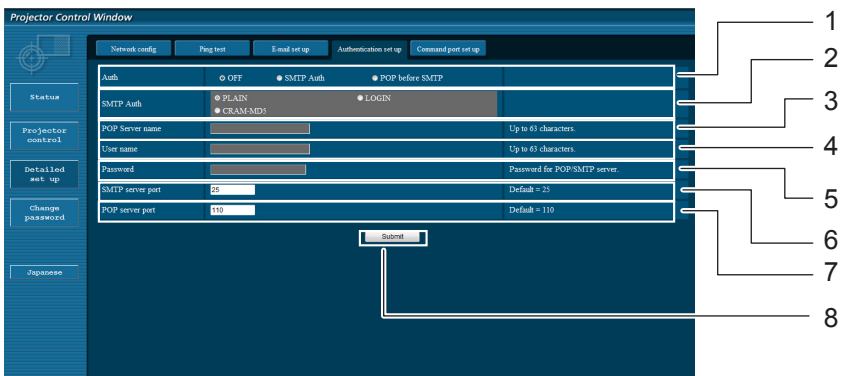 Projector Control Window
Network config Ping test E-mail set up Authentication set up Command port set up
Auth OFF SMTP Auth POP before SMTP
SMTP Auth PLAIN LOGIN
CRAM-MD5
POP Server name Up to 63 characters.
User name Up to 63 characters.
Password Password for POP/SMTP server.
SMTP server port 25 Default = 25
POP server port 110 Default = 110
Submit
Status
Projector
control
Detailed
set up
Change
password
Japanese
1
2
3
4
5
6
7
8